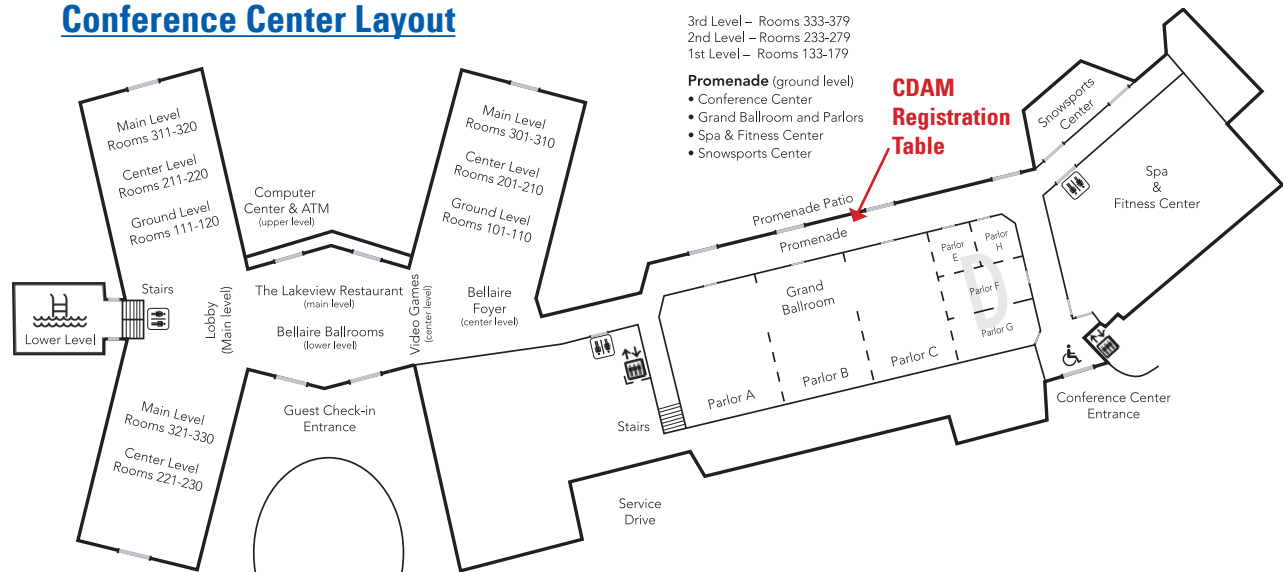 Conference Center Layout
3rd Level – Rooms 333-379
2nd Level – Rooms 233-279
1st Level – Rooms 133-179
Promenade (ground level)
• Conference Center
• Grand Ballroom and Parlors
• Spa & Fitness Center
• Snowsports Center
CDAM
Registration
Table
Snowsports
Center
Spa
&
Fitness Center
Main Level
Rooms 311-320
Center Level
Rooms 211-220
Ground Level
Rooms 111-120
Computer
Center & ATM
(upper level)
Main Level
Rooms 301-310
Center Level
Rooms 201-210
Ground Level
Rooms 101-110
Promenade Patio
Promenade
Parlor
E
Parlor
H
Parlor F
Parlor G
D
Grand
Ballroom
Parlor A
Parlor B
Parlor C
Stairs
Lower Level
Lobby
(Main level)
The Lakeview Restaurant
(main level)
Bellaire Ballrooms
(lower level)
Video Games
(center level)
Bellaire
Foyer
(center level)
Main Level
Rooms 321-330
Center Level
Rooms 221-230
Guest Check-in
Entrance
Stairs
Service
Drive
Conference Center
Entrance